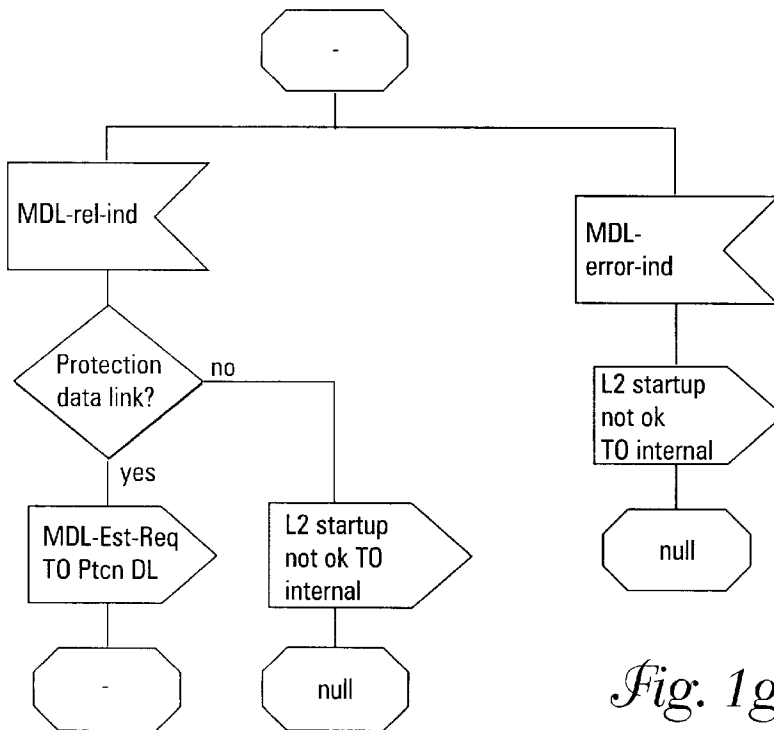 -
MDL-rel-ind
MDL-
error-ind
Protection
data link?
no
yes
L2 startup
not ok
TO internal
MDL-Est-Req
TO Ptcn DL
L2 startup
not ok TO
internal
null
-
null
Fig. 1g